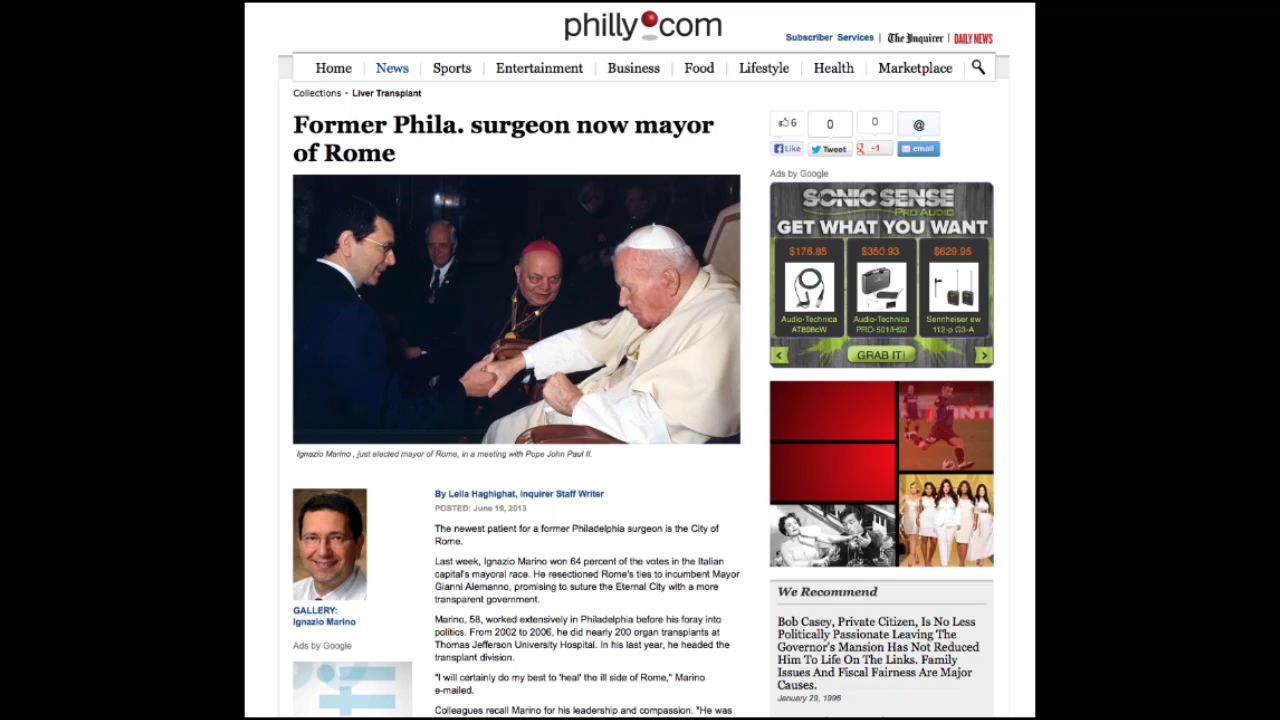 philly.com
Subscriber Services | The Inquirer | DAILY NEWS
Home News Sports Entertainment Business Food Lifestyle Health Marketplace
Collections • Liver Transplant
Former Phila. surgeon now mayor
of Rome
Ignazio Marino , just elected mayor of Rome, in a meeting with Pope John Paul II.
GALLERY:
Ignazio Marino
Ads by Google
By Leila Haghighat, Inquirer Staff Writer
POSTED: June 19, 2013
The newest patient for a former Philadelphia surgeon is the City of
Rome.
Last week, Ignazio Marino won 64 percent of the votes in the Italian
capital's mayoral race. He resectioned Rome's ties to incumbent Mayor
Gianni Alemanno, promising to suture the Eternal City with a more
transparent government.
Marino, 58, worked extensively in Philadelphia before his foray into
politics. From 2002 to 2006, he did nearly 200 organ transplants at
Thomas Jefferson University Hospital. In his last year, he headed the
transplant division.
"I will certainly do my best to 'heal' the ill side of Rome," Marino
e-mailed.
Colleagues recall Marino for his leadership and compassion. "He was
6 0 0 @
Like Tweet +1 email
Ads by Google
SONIC SENSE
PRO AUDIO
GET WHAT YOU WANT
$176.85 $350.93 $629.95
Audio-Technica Audio-Technica Sennheiser ew
AT898cW PRO-501/H92 112-p G3-A
GRAB IT!
We Recommend
Bob Casey, Private Citizen, Is No Less
Politically Passionate Leaving The
Governor's Mansion Has Not Reduced
Him To Life On The Links. Family
Issues And Fiscal Fairness Are Major
Causes.
January 29, 1996